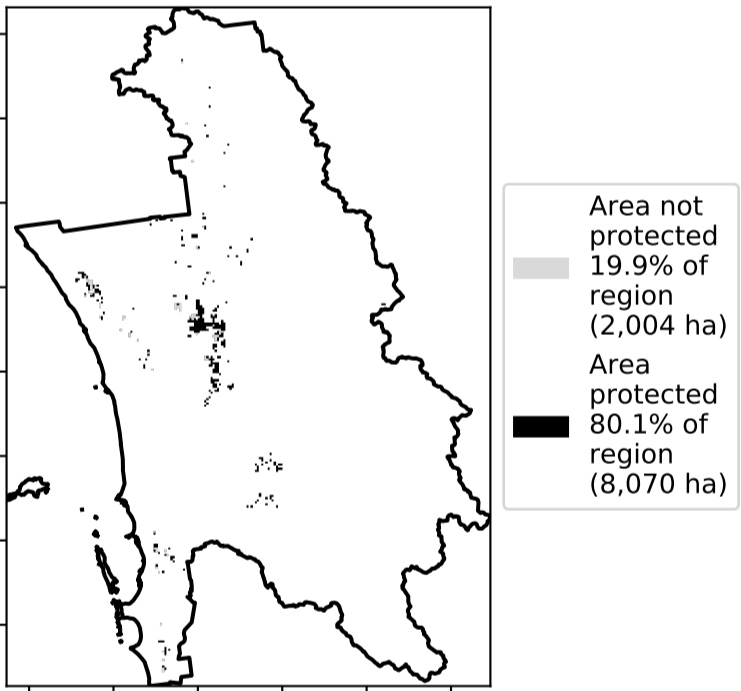 Area not
protected
19.9% of
region
(2,004 ha)
Area
protected
80.1% of
region
(8,070 ha)